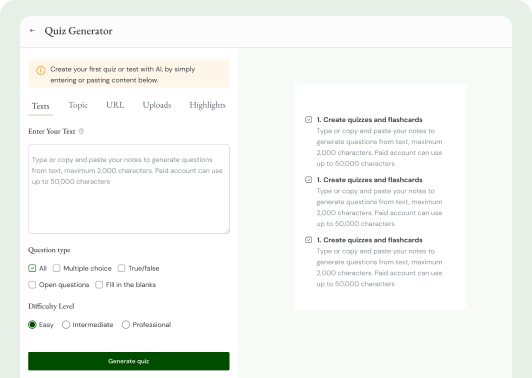 ← Quiz Generator
Create your first quiz or test with AI, by simply
entering or pasting content below.
Texts Topic URL Uploads Highlights
Enter Your Text
Type or copy and paste your notes to generate questions
from text, maximum 2,000 characters. Paid account can use
up to 50,000 characters
Question type
All Multiple choice True/false
Open questions Fill in the blanks
Difficulty Level
Easy Intermediate Professional
Generate quiz
1. Create quizzes and flashcards
Type or copy and paste your notes to
generate questions from text, maximum
2,000 characters. Paid account can use
up to 50,000 characters
1. Create quizzes and flashcards
Type or copy and paste your notes to
generate questions from text, maximum
2,000 characters. Paid account can use
up to 50,000 characters
1. Create quizzes and flashcards
Type or copy and paste your notes to
generate questions from text, maximum
2,000 characters. Paid account can use
up to 50,000 characters